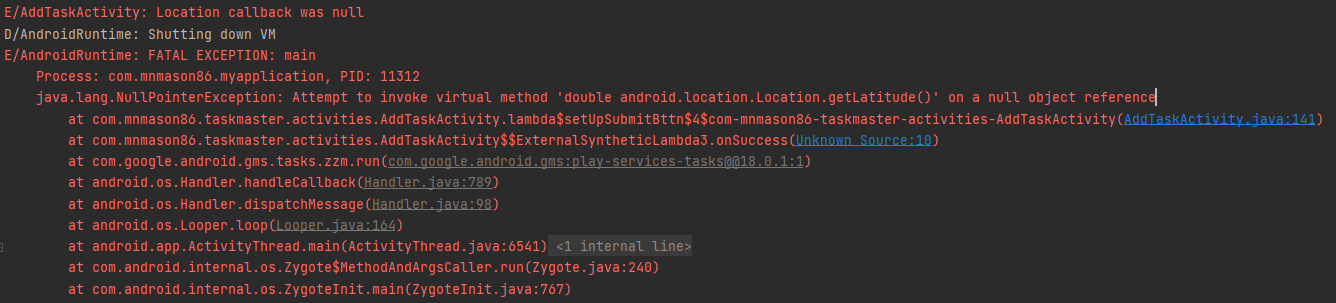 E/AddTaskActivity: Location callback was null
D/AndroidRuntime: Shutting down VM
E/AndroidRuntime: FATAL EXCEPTION: main
Process: com.mnmason86.myapplication, PID: 11312
java.lang.NullPointerException: Attempt to invoke virtual method 'double android.location.Location.getLatitude()' on a null object reference
at com.mnmason86.taskmaster.activities.AddTaskActivity.lambda$setUpSubmitBttn$4$com-mnmason86-taskmaster-activities-AddTaskActivity(AddTaskActivity.java:141)
at com.mnmason86.taskmaster.activities.AddTaskActivity$$ExternalSyntheticLambda3.onSuccess(Unknown Source:10)
at com.google.android.gms.tasks.zzm.run(com.google.android.gms:play-services-tasks@@18.0.1:1)
at android.os.Handler.handleCallback(Handler.java:789)
at android.os.Handler.dispatchMessage(Handler.java:98)
at android.os.Looper.loop(Looper.java:164)
at android.app.ActivityThread.main(ActivityThread.java:6541) <1 internal line>
at com.android.internal.os.Zygote$MethodAndArgsCaller.run(Zygote.java:240)
at com.android.internal.os.ZygoteInit.main(ZygoteInit.java:767)